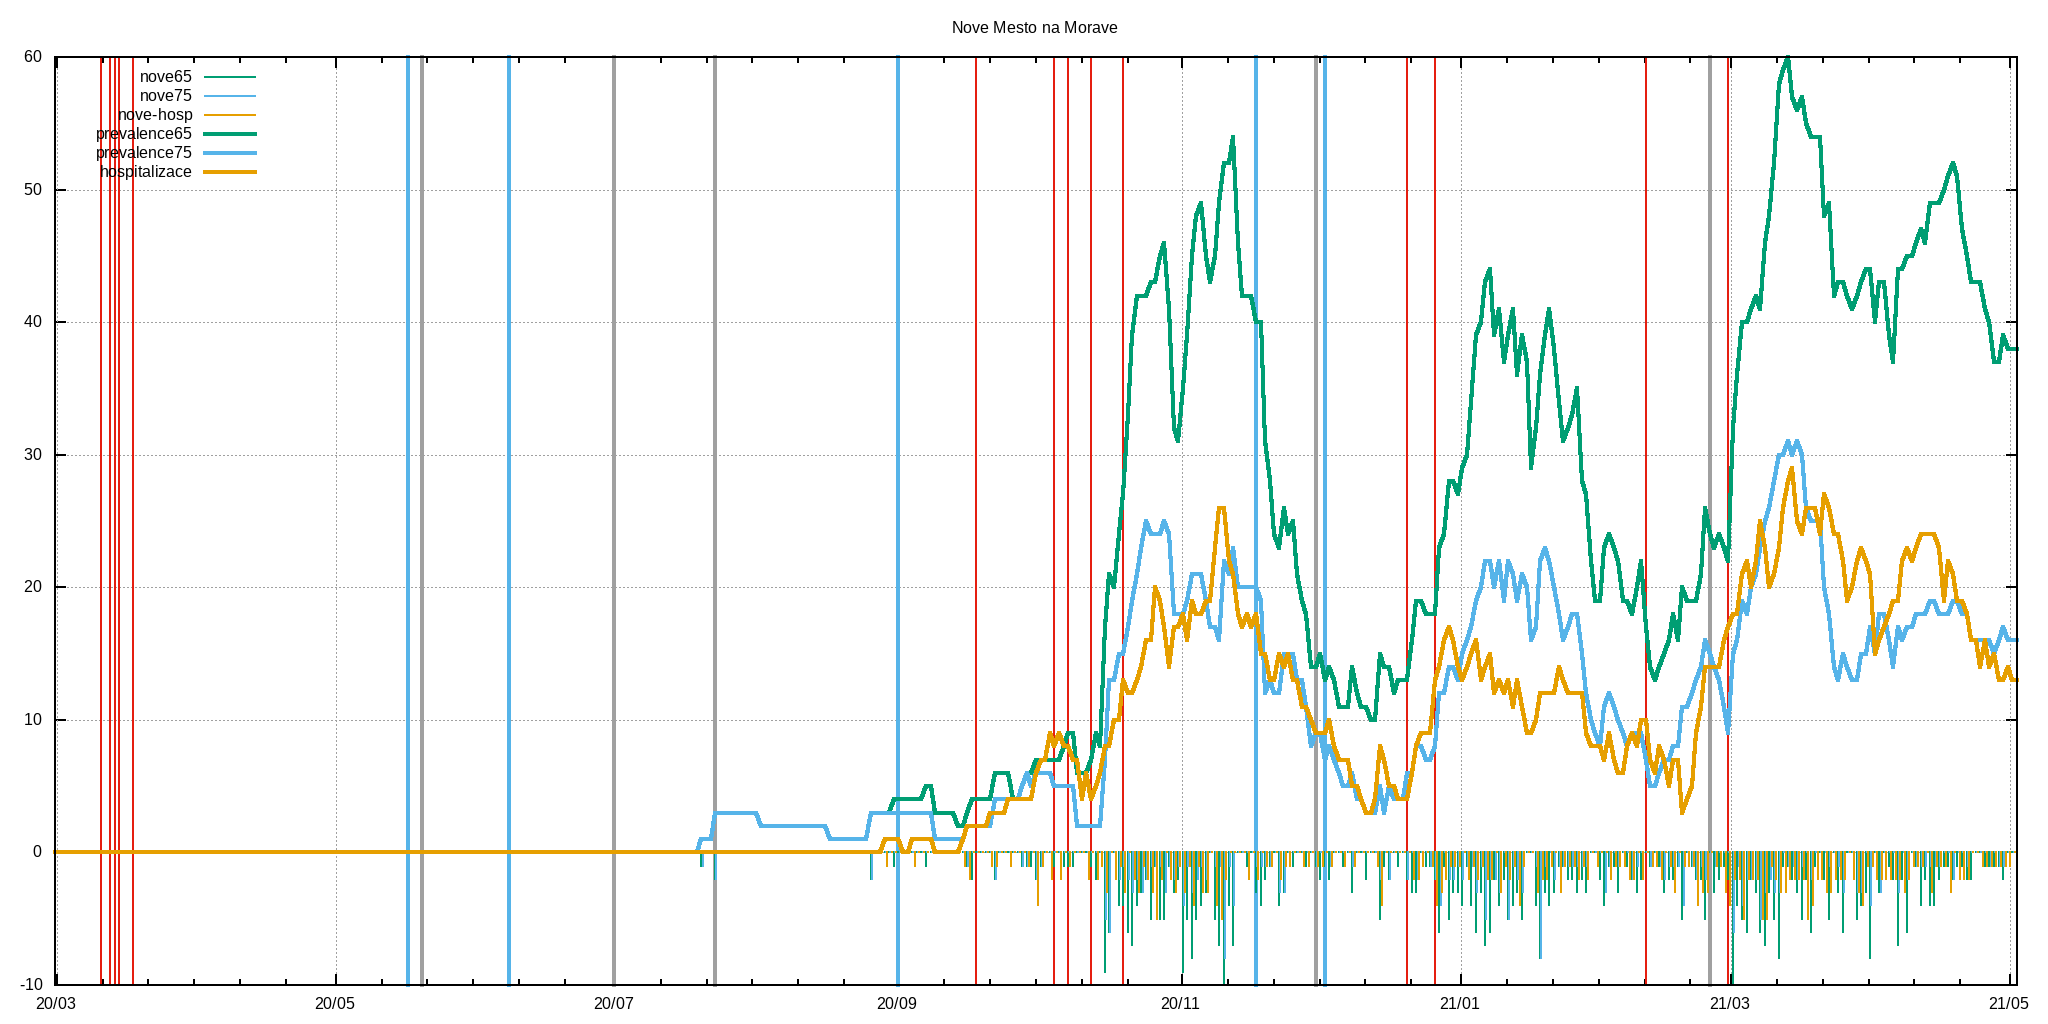 Nove Mesto na Morave
60
50
40
30
20
10
0
-10
nove65
nove75
nove-hosp
prevalence65
prevalence75
hospitalizace
20/03 20/05 20/07 20/09 20/11 21/01 21/03 21/05